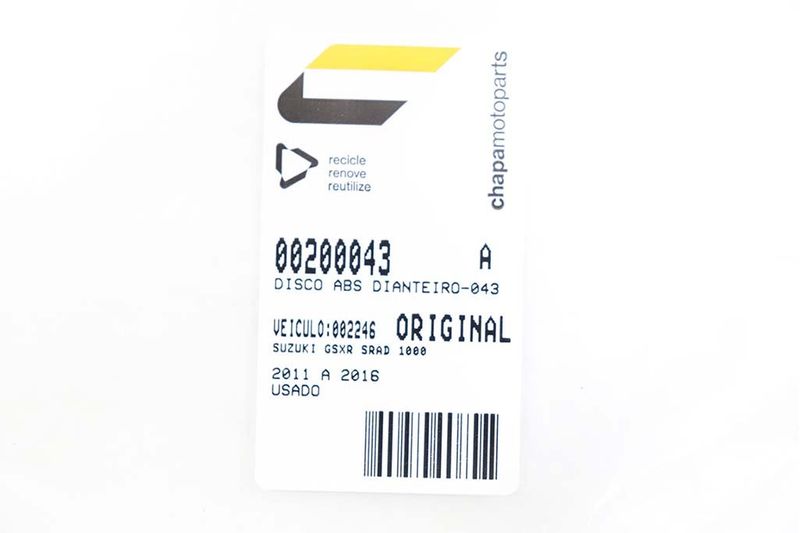 chapamotoparts
recicle
renove
reutilize
00200043 A
DISCO ABS DIANTEIRO-043
VEICULO:002246 ORIGINAL
SUZUKI GSXR SRAD 1000
2011 A 2016
USADO